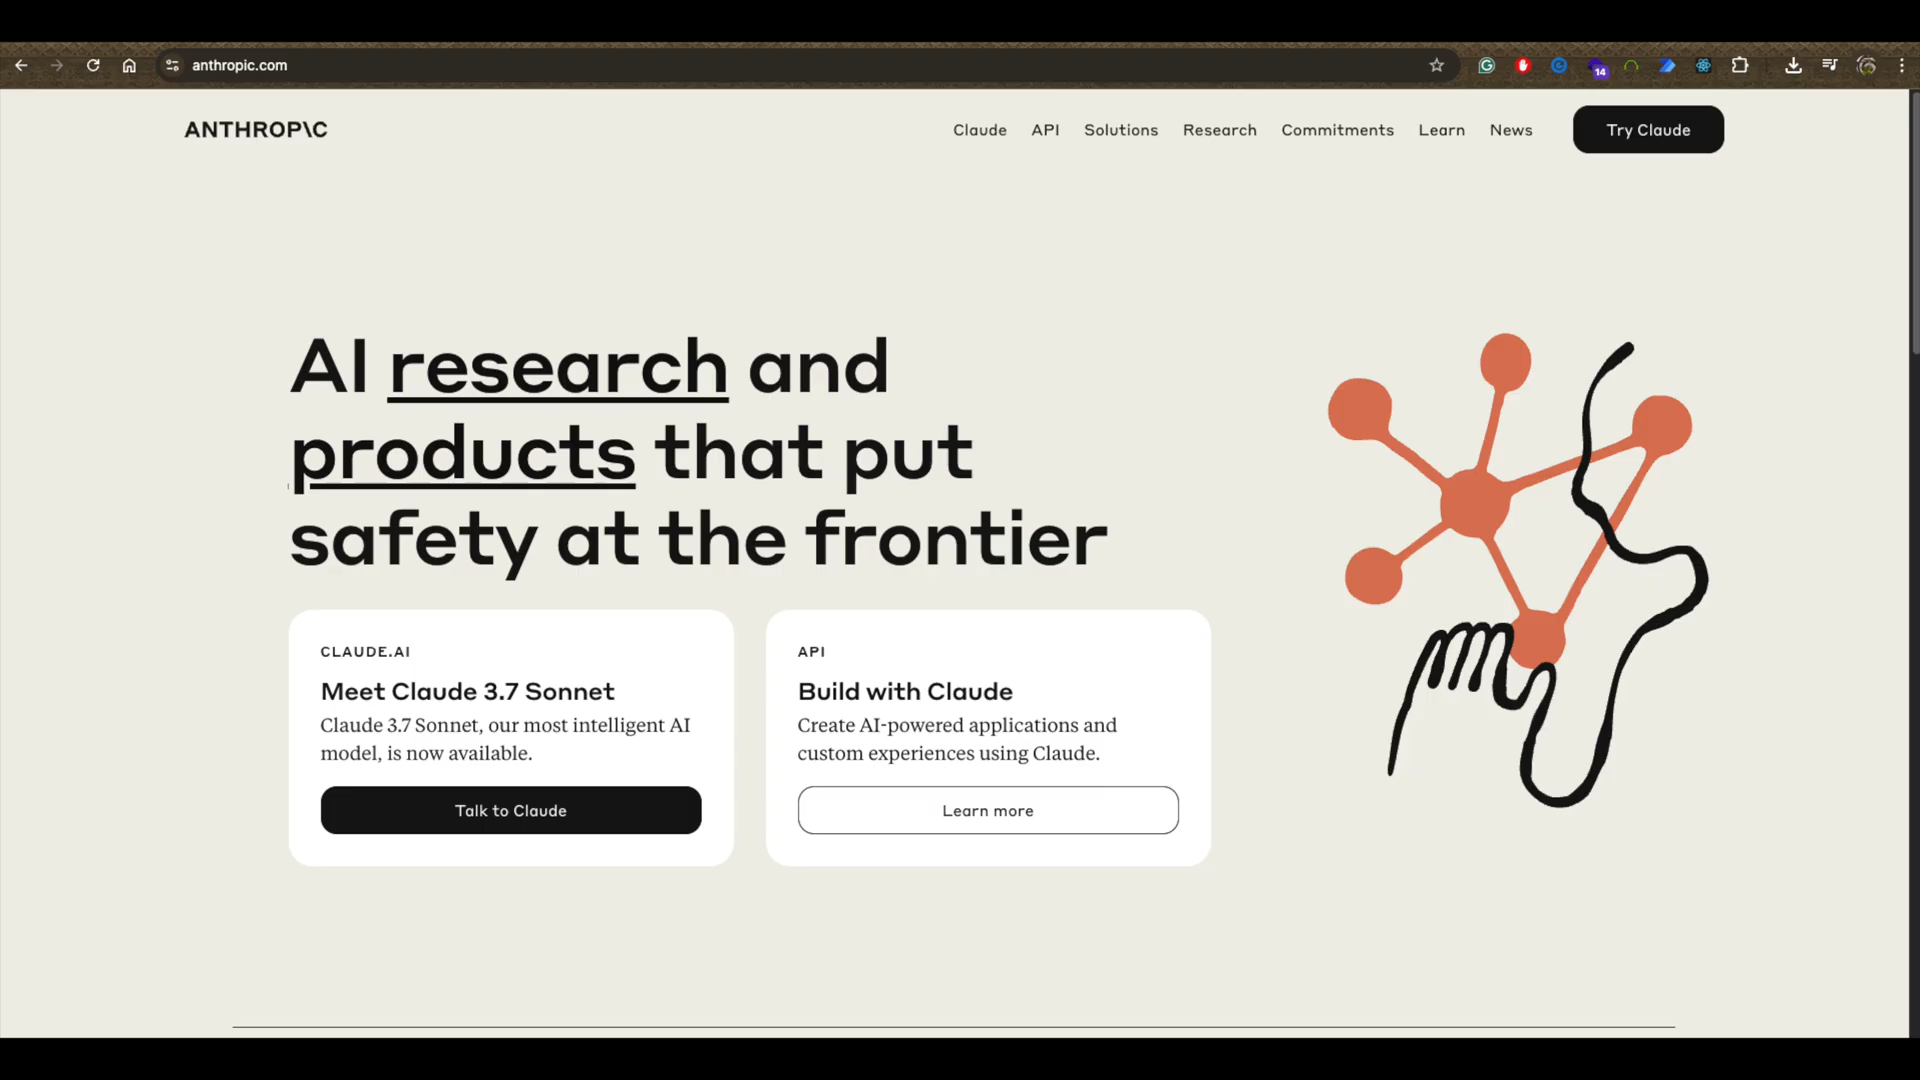 anthropic.com
14
ANTHROP\C
Claude API Solutions Research Commitments Learn News Try Claude
AI research and
products that put
safety at the frontier
CLAUDE.AI
Meet Claude 3.7 Sonnet
Claude 3.7 Sonnet, our most intelligent AI
model, is now available.
Talk to Claude
API
Build with Claude
Create AI-powered applications and
custom experiences using Claude.
Learn more